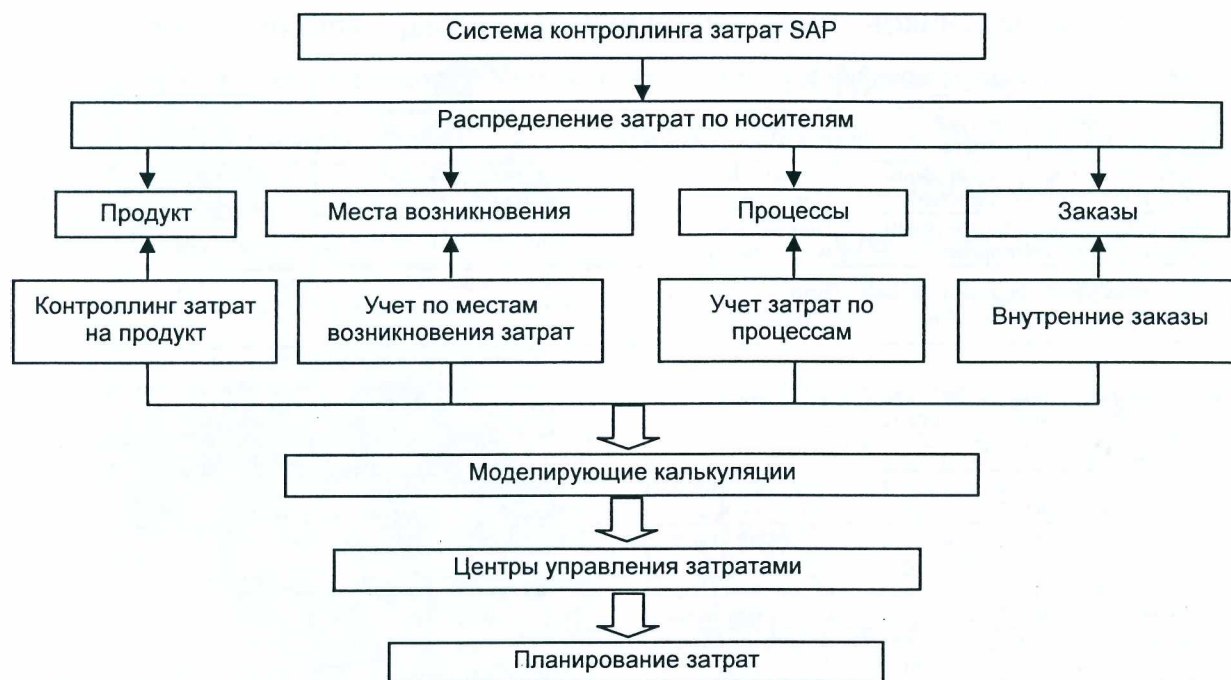 Система контроллинга затрат SAP
Распределение затрат по носителям
Продукт
Места возникновения
Процессы
Заказы
Контроллинг затрат
на продукт
Учет по местам
возникновения затрат
Учет затрат по
процессам
Внутренние заказы
Моделирующие калькуляции
Центры управления затратами
Планирование затрат